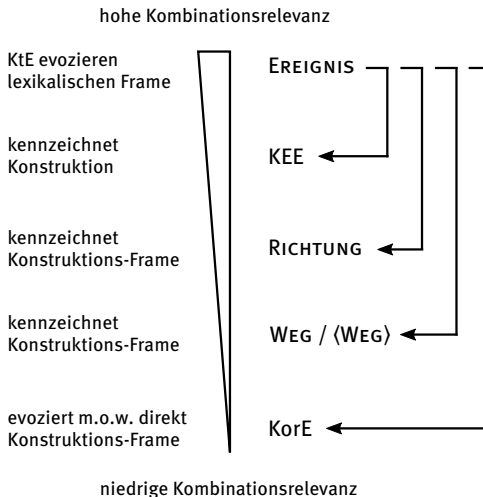 hohe Kombinationsrelevanz
KtE evozieren
lexikalischen Frame
EREIGNIS
kennzeichnet
Konstruktion
KEE
kennzeichnet
Konstruktions-Frame
RICHTUNG
kennzeichnet
Konstruktions-Frame
WEG / ⟨WEG⟩
evoziert m.o.w. direkt
Konstruktions-Frame
KorE
niedrige Kombinationsrelevanz